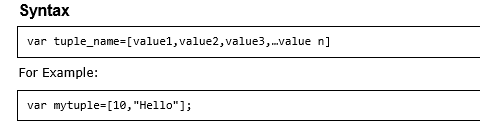 Syntax
var tuple_name=[value1,value2,value3,…value n]
For Example:
var mytuple=[10,"Hello"];